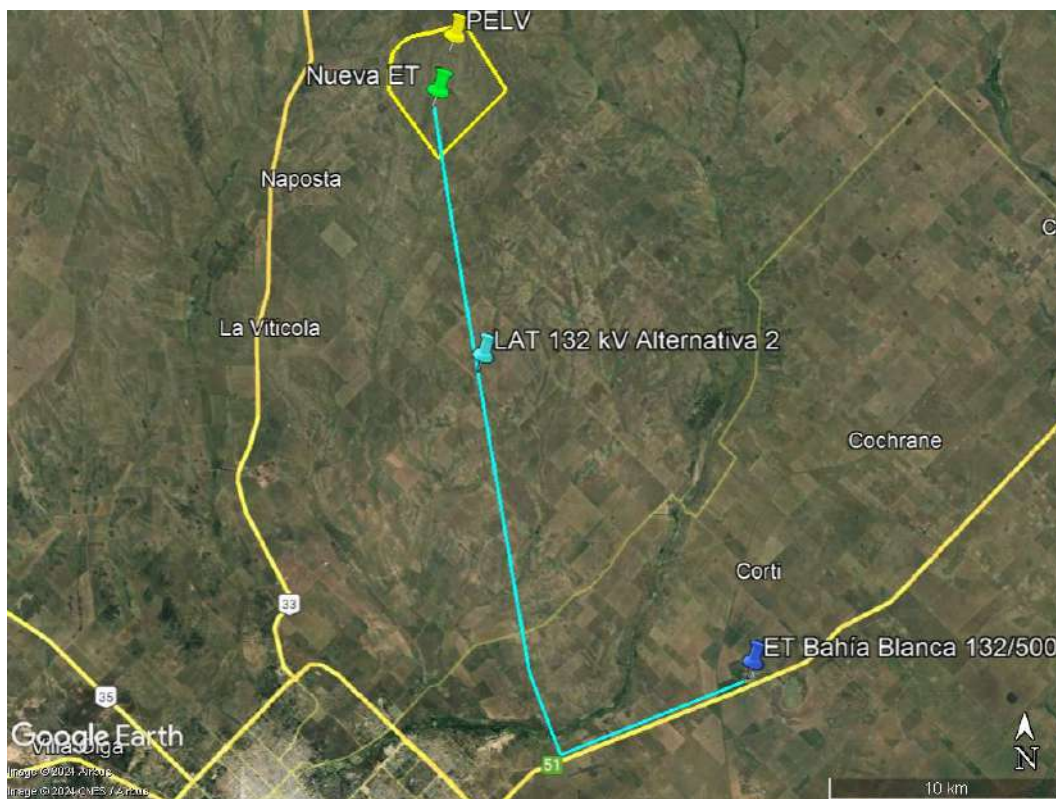 PELV
Nueva ET
Naposta
La Viticola
LAT 132 kV Alternativa 2
Cochrane
Corti
33
ET Bahía Blanca 132/500
35
Google Earth
Villa Olga
51
N
Image © 2024 Airbus
Image © 2024 CNES / Airbus
10 km
C